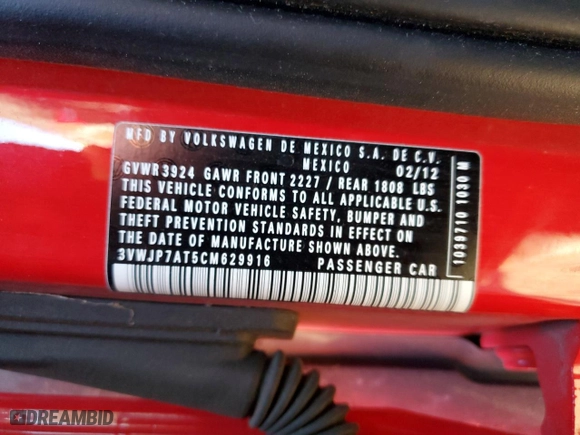 MFD BY VOLKSWAGEN DE MEXICO S.A. DE C.V.
MEXICO 02/12
GVWR 3924 GAWR FRONT 2227 / REAR 1808 LBS
THIS VEHICLE CONFORMS TO ALL APPLICABLE U.S.
FEDERAL MOTOR VEHICLE SAFETY, BUMPER AND
THEFT PREVENTION STANDARDS IN EFFECT ON
THE DATE OF MANUFACTURE SHOWN ABOVE.
3VWJP7AT5CM629916 PASSENGER CAR
1039710 1030 M
DREAMBID